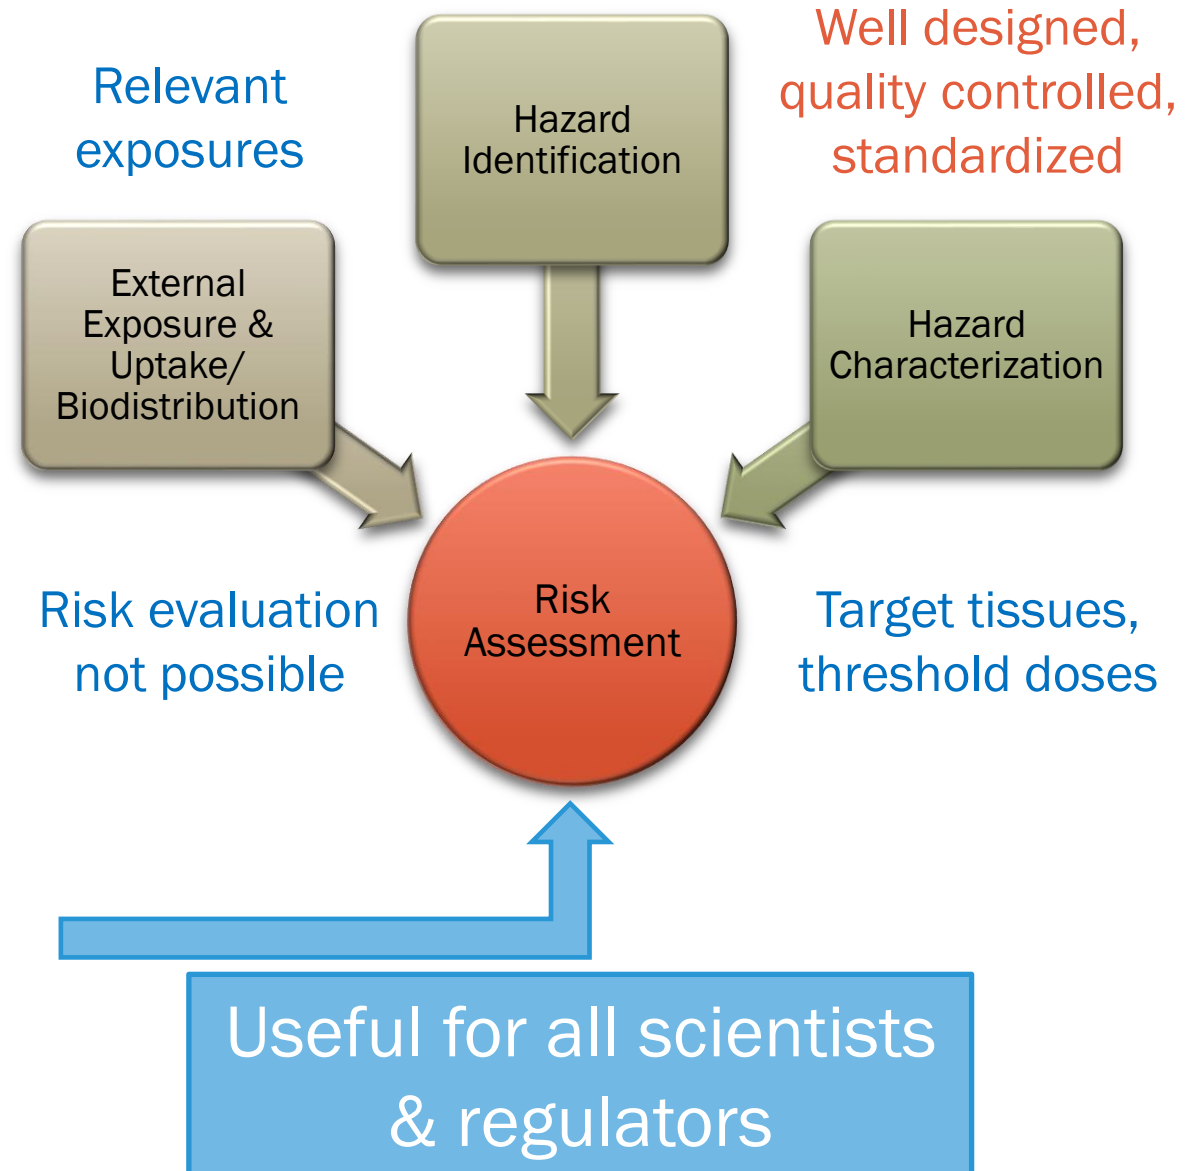 Relevant
exposures
Hazard
Identification
Well designed,
quality controlled,
standardized
External
Exposure &
Uptake/
Biodistribution
Hazard
Characterization
Risk evaluation
not possible
Risk
Assessment
Target tissues,
threshold doses
Useful for all scientists
& regulators